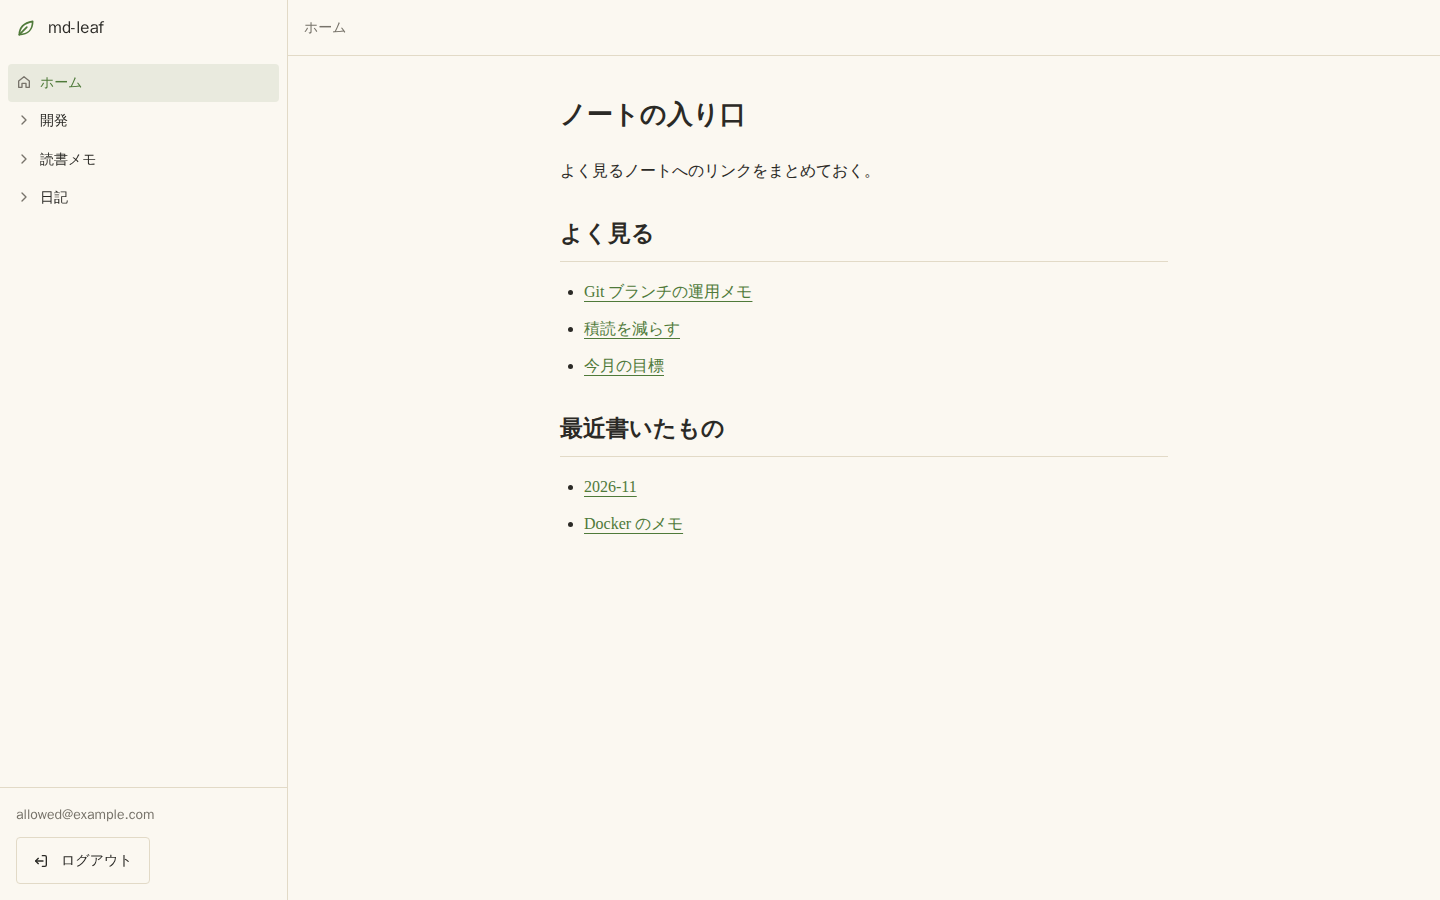 md-leaf
ホーム
開発
読書メモ
日記
allowed@example.com
ログアウト
ホーム
ノートの入り口
よく見るノートへのリンクをまとめておく。
よく見る
Git ブランチの運用メモ
積読を減らす
今月の目標
最近書いたもの
2026-11
Docker のメモ